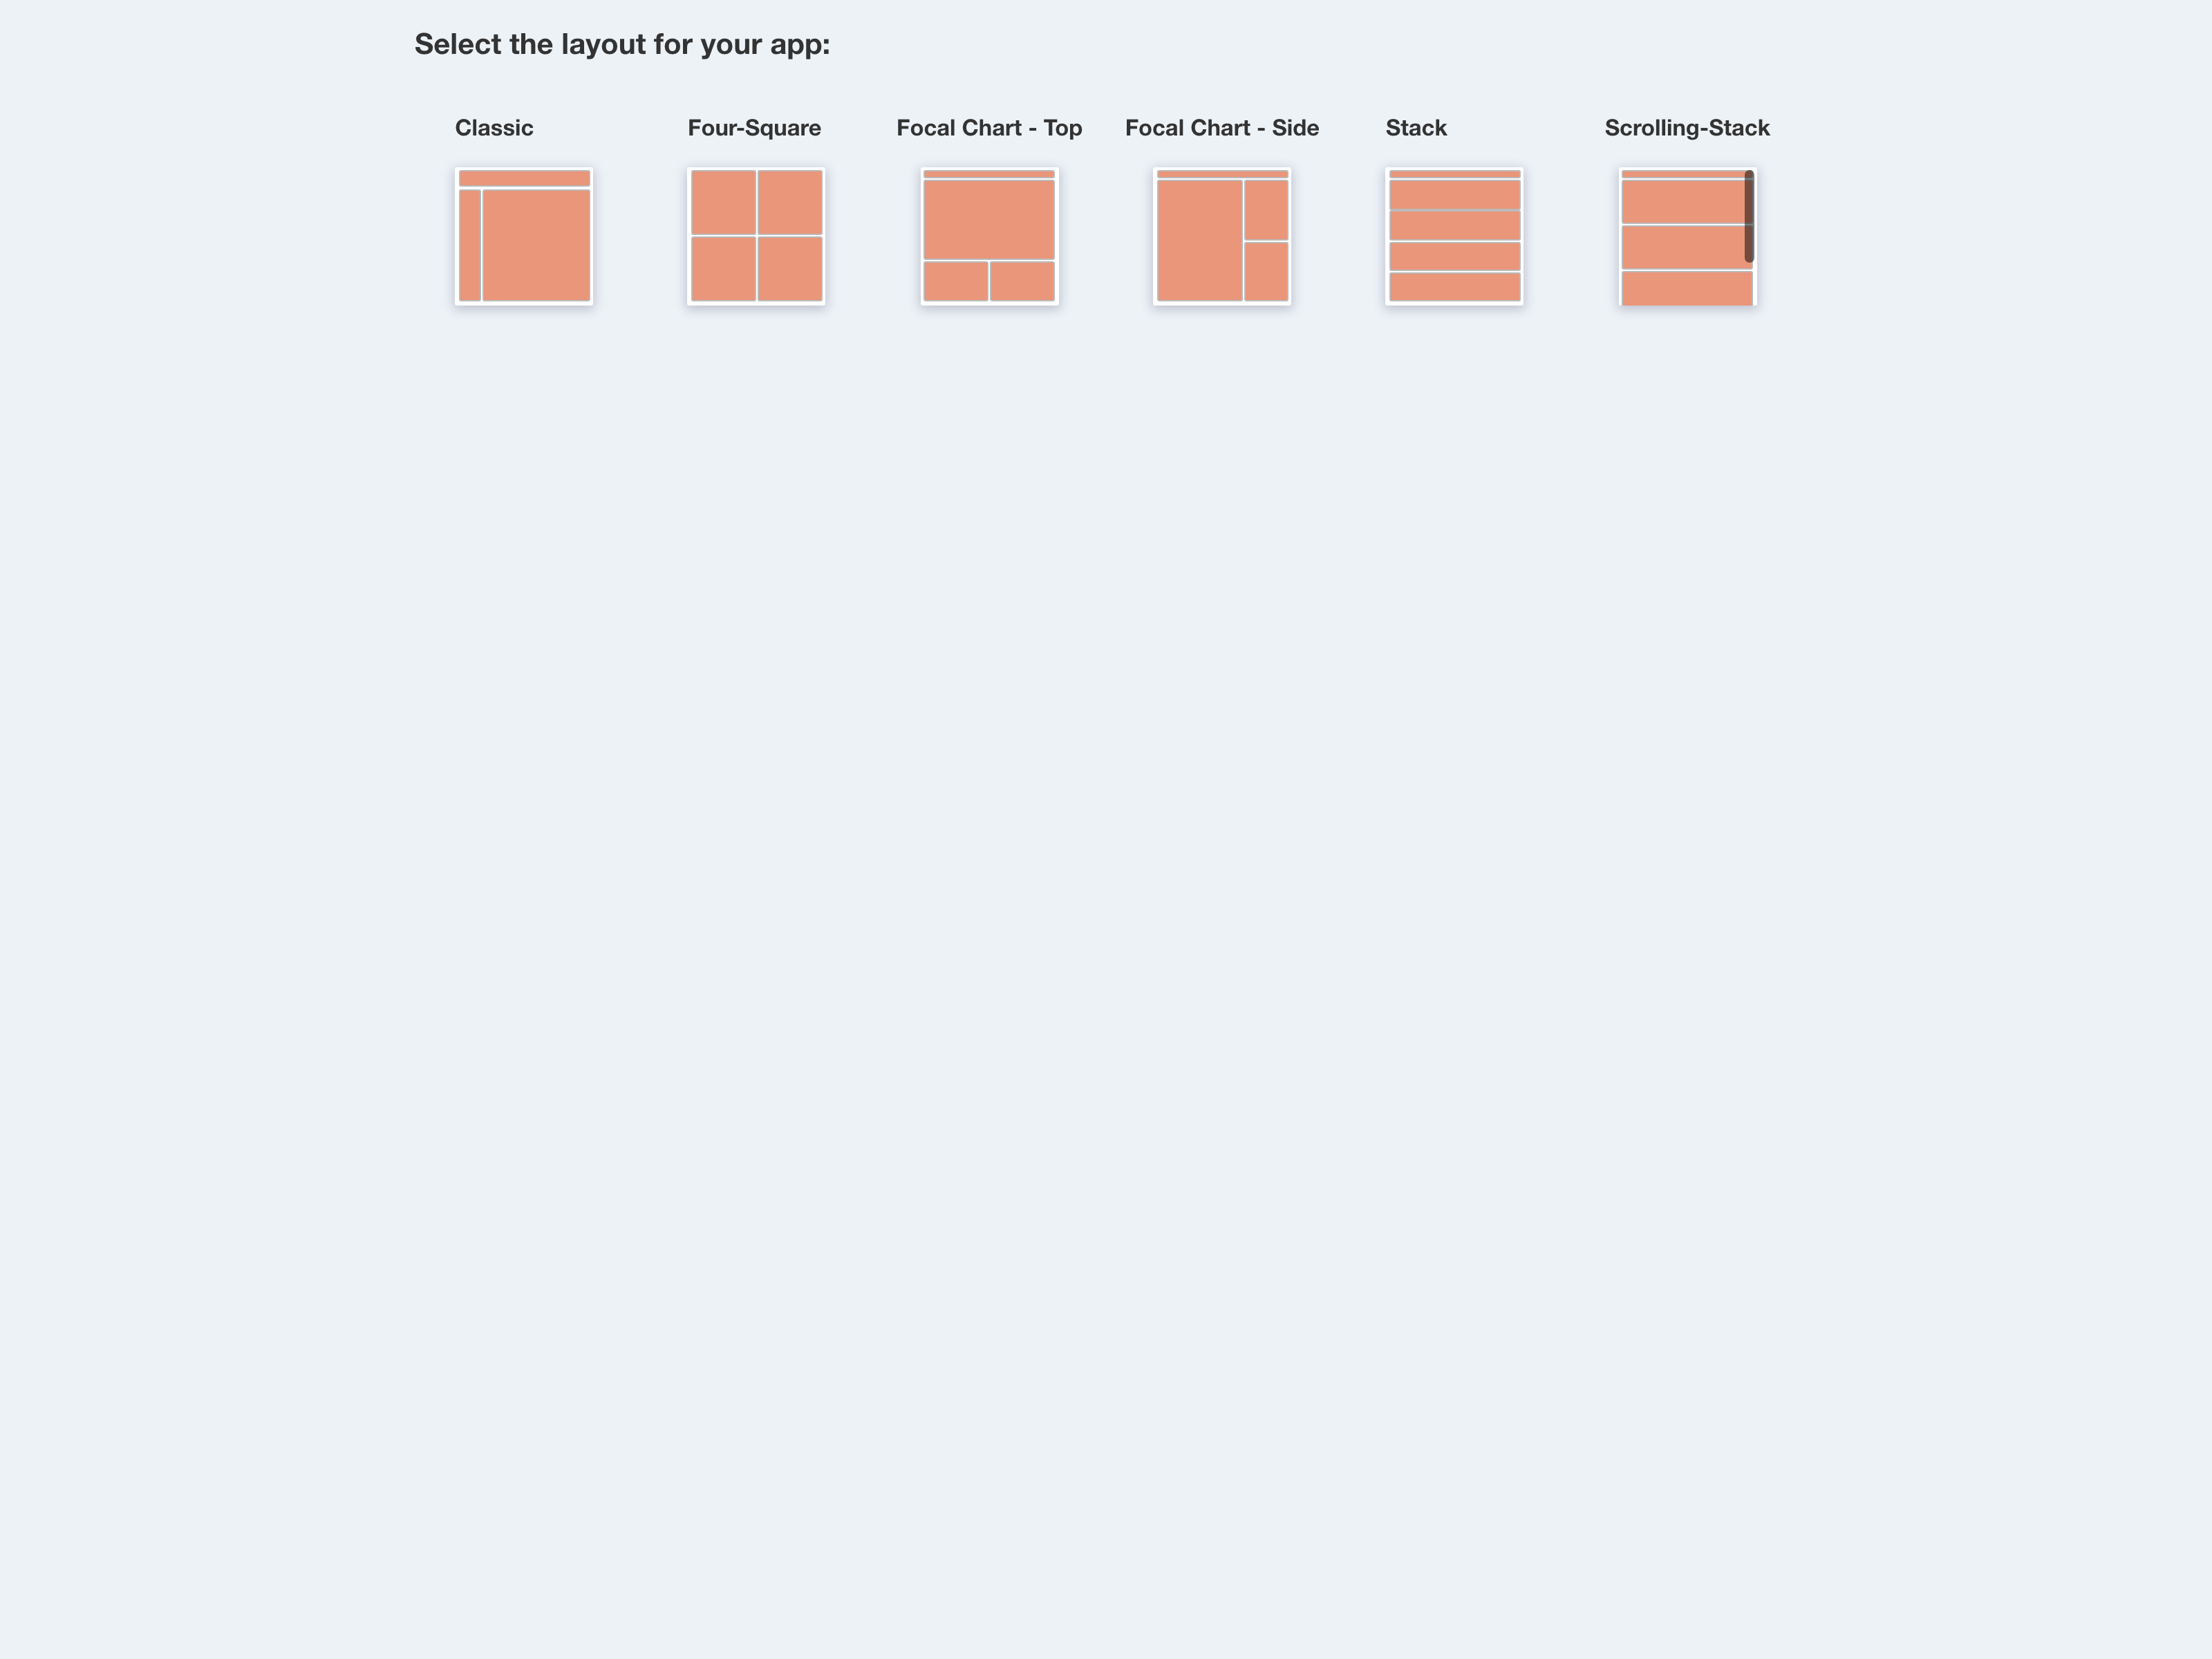 Select the layout for your app:
Classic
Four-Square
Focal Chart - Top
Focal Chart - Side
Stack
Scrolling-Stack